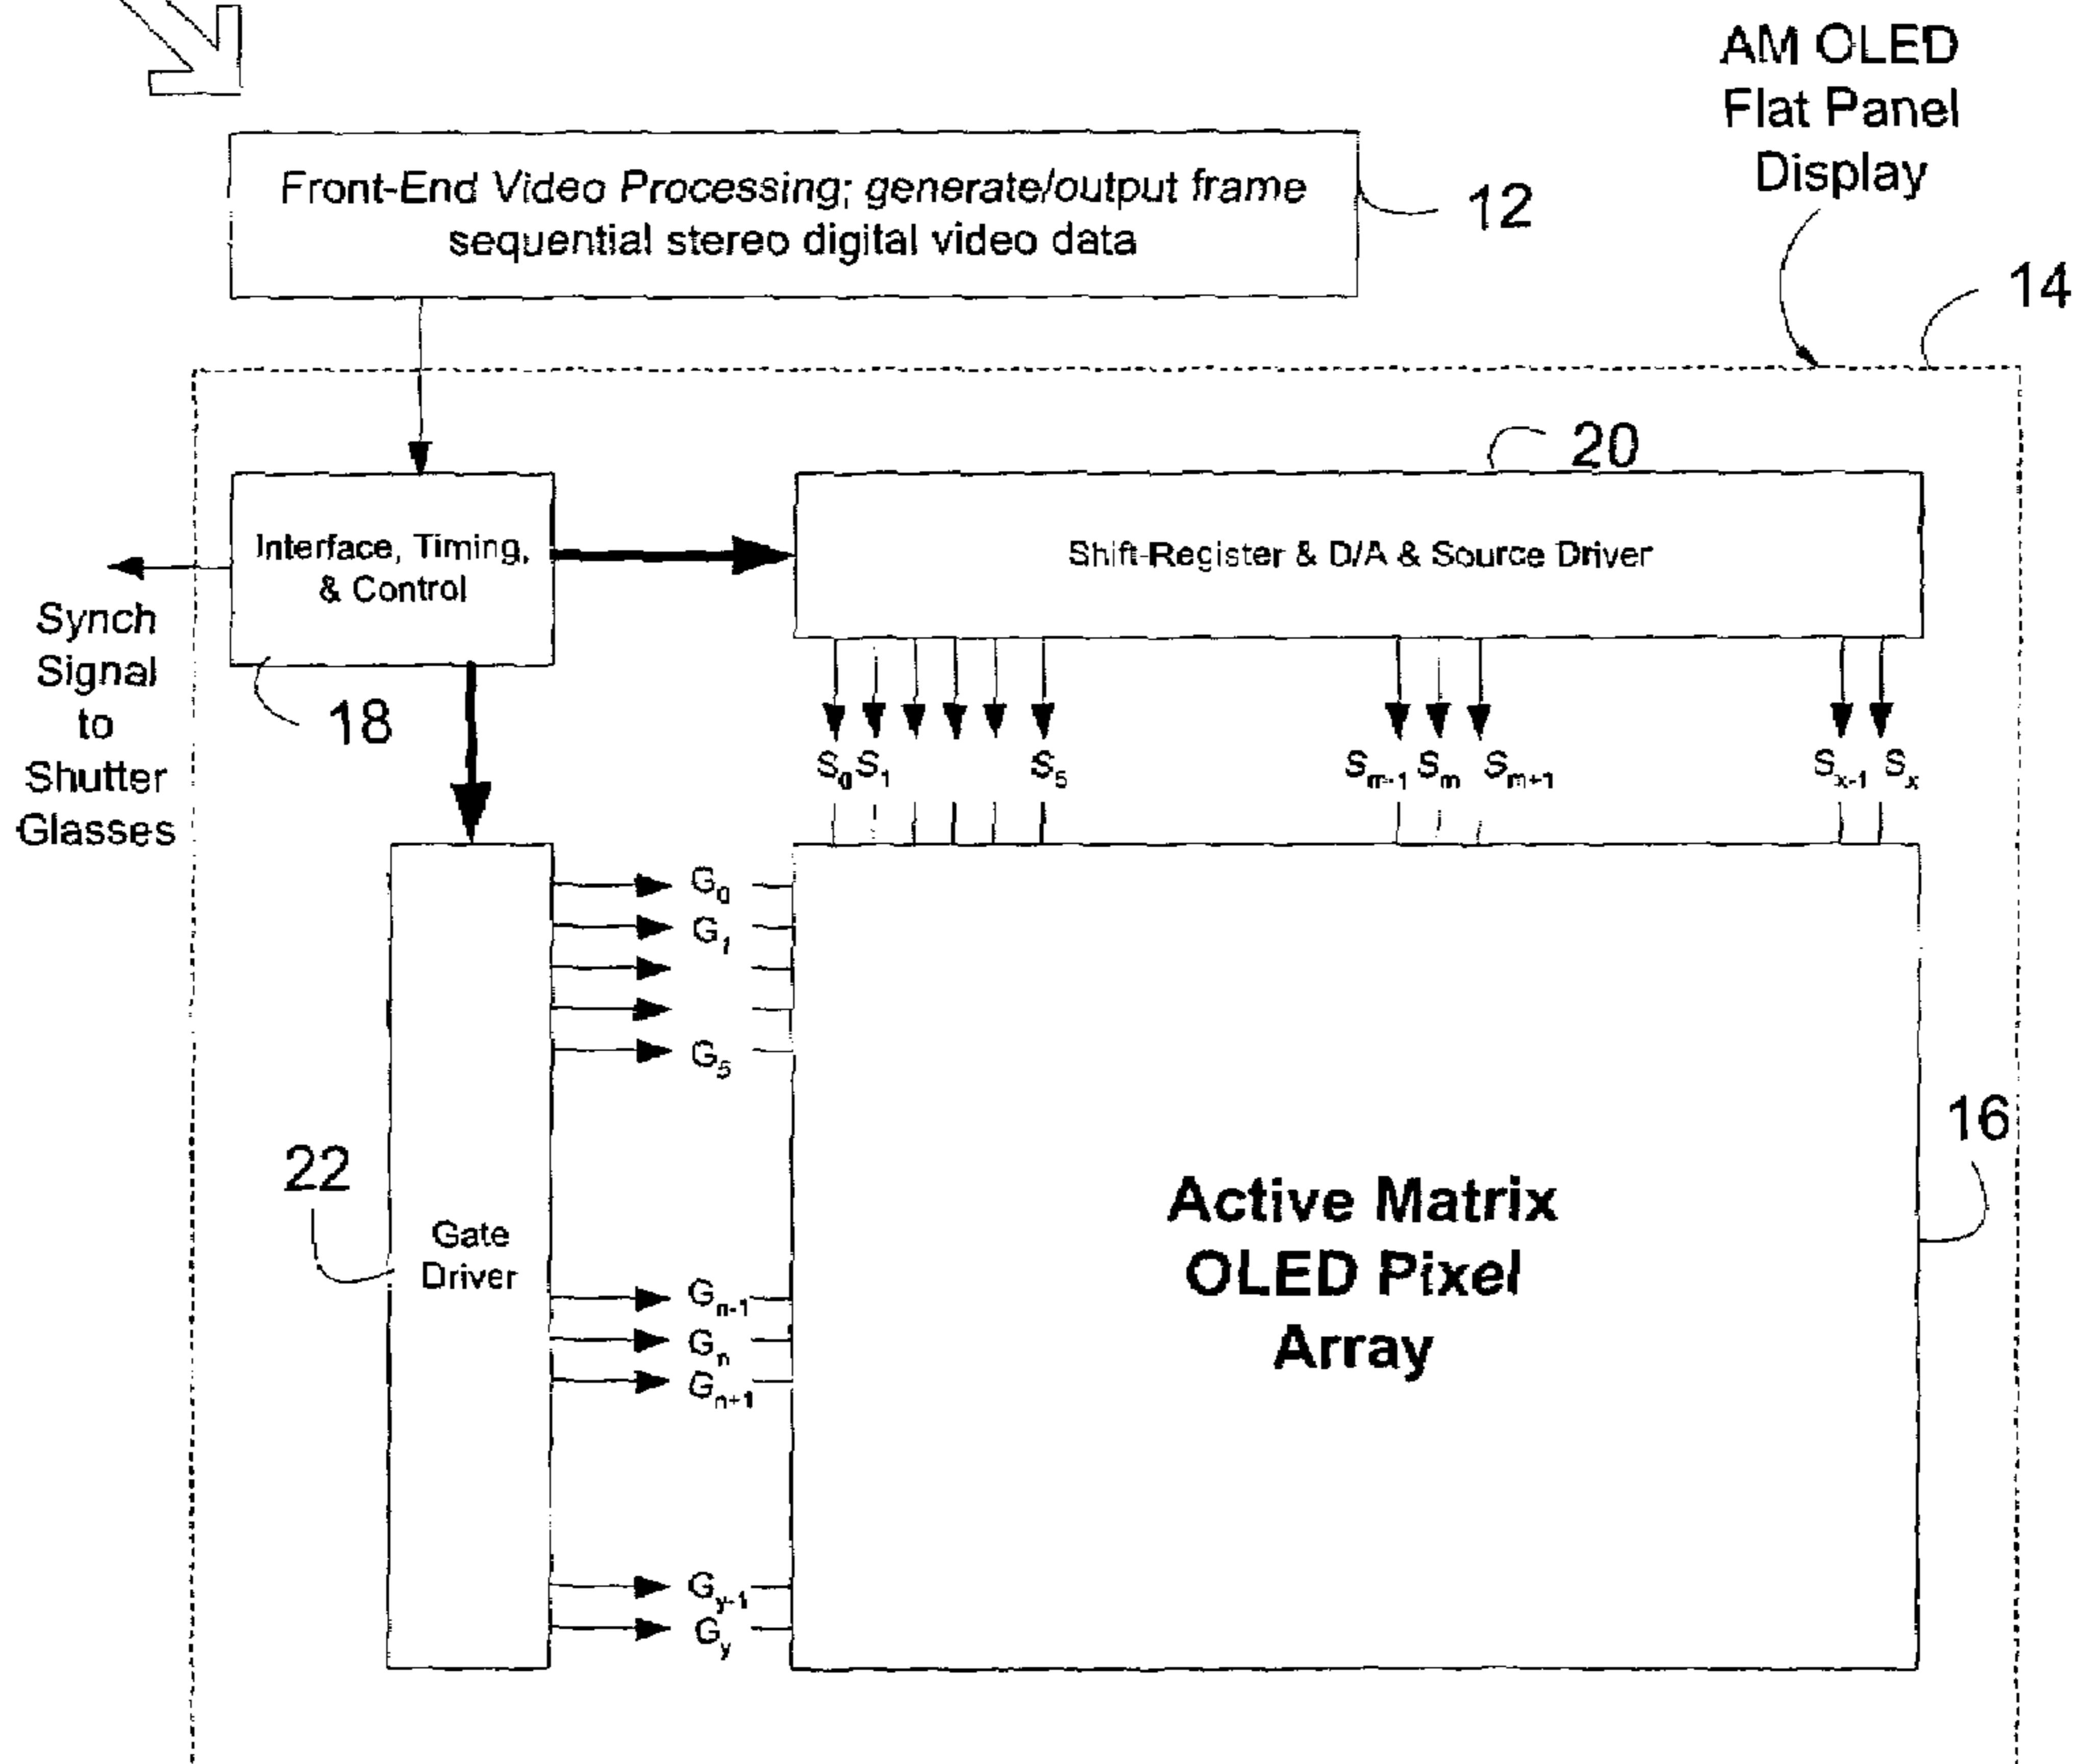 AM OLED
Flat Panel
Display
Front-End Video Processing; generate/output frame
sequential stereo digital video data
12
14
20
Interface, Timing,
& Control
Shift-Register & D/A & Source Driver
Synch
Signal
to
Shutter
Glasses
18
S0 S1 S5 Sm-1 Sm Sm+1 Sx-1 Sx
G0
G1
G5
16
22
Gate
Driver
Active Matrix
OLED Pixel
Array
Gn-1
Gn
Gn+1
Gy-1
Gy